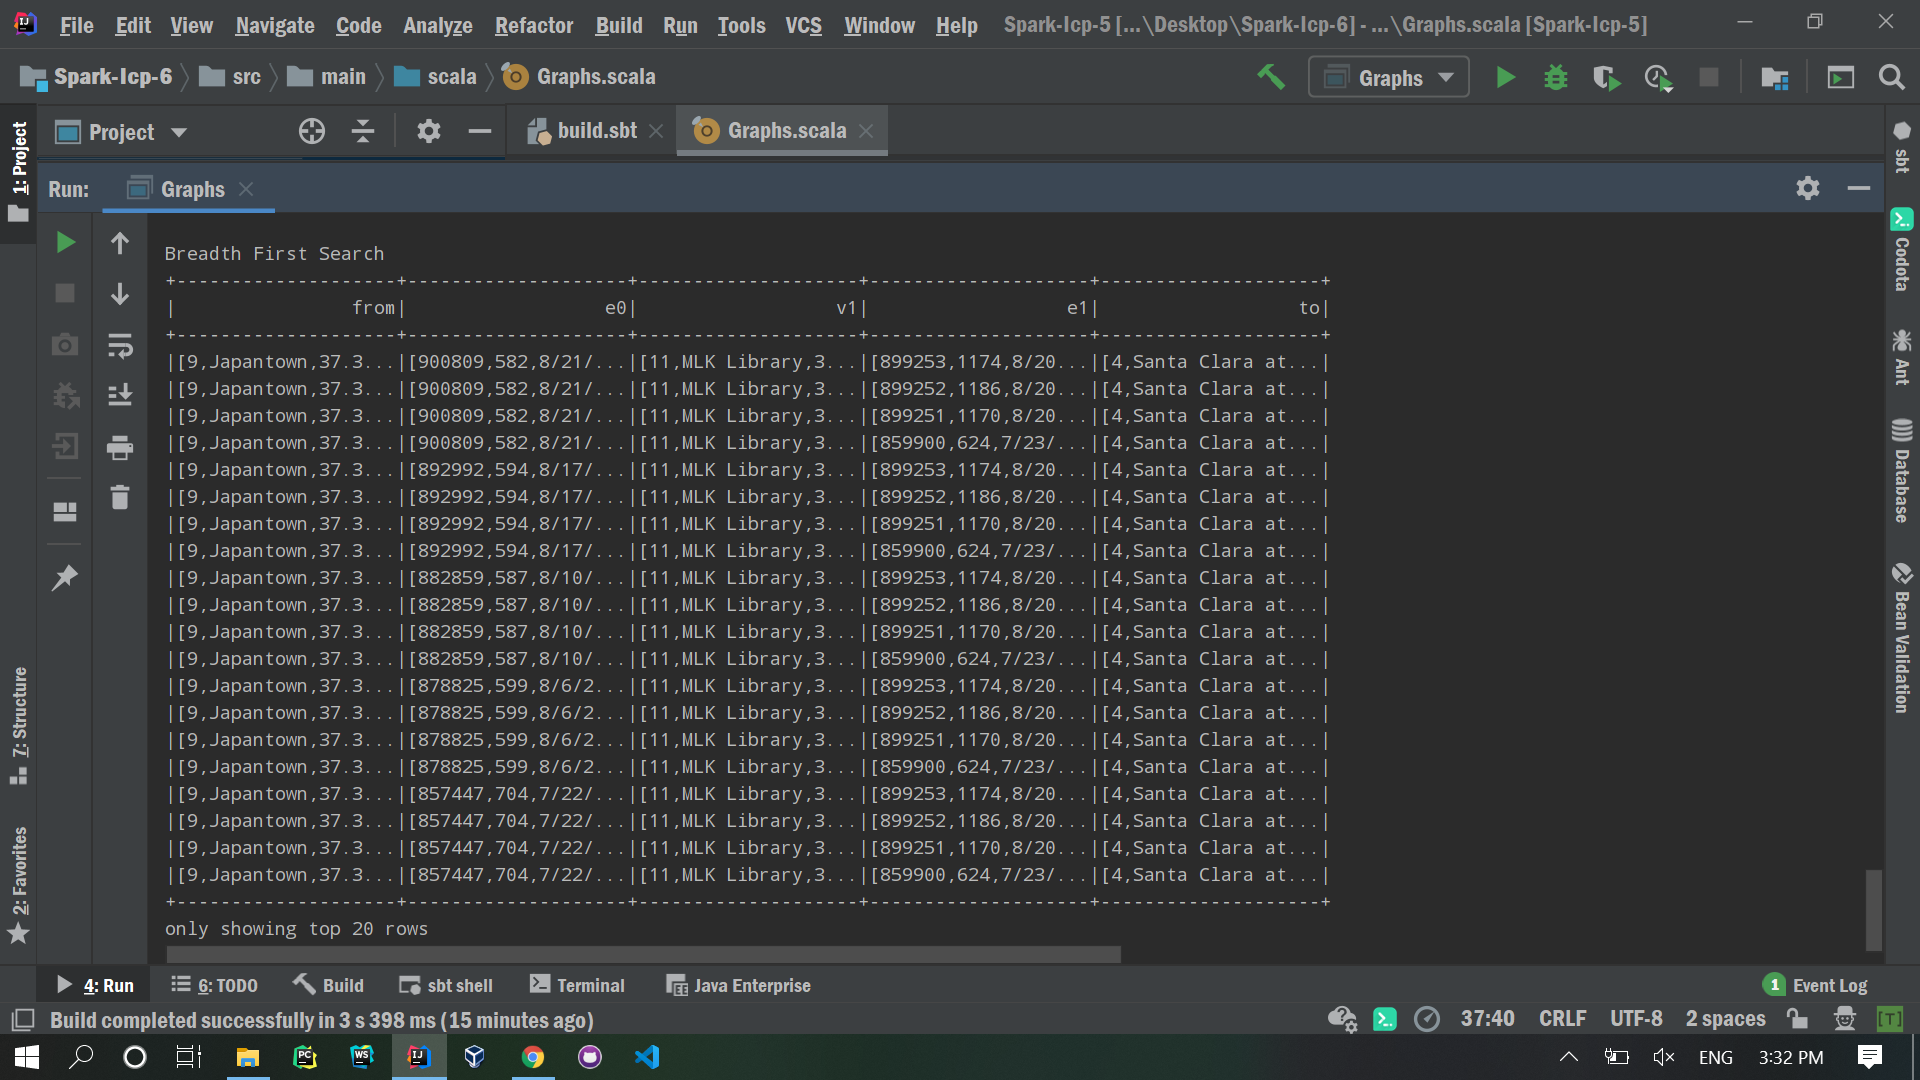 File Edit View Navigate Code Analyze Refactor Build Run Tools VCS Window Help Spark-Icp-5 [...\Desktop\Spark-Icp-6] - ...\Graphs.scala [Spark-Icp-5]
Spark-Icp-6 src main scala Graphs.scala Graphs
Project build.sbt Graphs.scala
Run: Graphs
Breadth First Search
+--------------------+--------------------+--------------------+--------------------+--------------------+
|                from|                  e0|                  v1|                  e1|                  to|
+--------------------+--------------------+--------------------+--------------------+--------------------+
|[9,Japantown,37.3...|[900809,582,8/21/...|[11,MLK Library,3...|[899253,1174,8/20...|[4,Santa Clara at...|
|[9,Japantown,37.3...|[900809,582,8/21/...|[11,MLK Library,3...|[899252,1186,8/20...|[4,Santa Clara at...|
|[9,Japantown,37.3...|[900809,582,8/21/...|[11,MLK Library,3...|[899251,1170,8/20...|[4,Santa Clara at...|
|[9,Japantown,37.3...|[900809,582,8/21/...|[11,MLK Library,3...|[859900,624,7/23/...|[4,Santa Clara at...|
|[9,Japantown,37.3...|[892992,594,8/17/...|[11,MLK Library,3...|[899253,1174,8/20...|[4,Santa Clara at...|
|[9,Japantown,37.3...|[892992,594,8/17/...|[11,MLK Library,3...|[899252,1186,8/20...|[4,Santa Clara at...|
|[9,Japantown,37.3...|[892992,594,8/17/...|[11,MLK Library,3...|[899251,1170,8/20...|[4,Santa Clara at...|
|[9,Japantown,37.3...|[892992,594,8/17/...|[11,MLK Library,3...|[859900,624,7/23/...|[4,Santa Clara at...|
|[9,Japantown,37.3...|[882859,587,8/10/...|[11,MLK Library,3...|[899253,1174,8/20...|[4,Santa Clara at...|
|[9,Japantown,37.3...|[882859,587,8/10/...|[11,MLK Library,3...|[899252,1186,8/20...|[4,Santa Clara at...|
|[9,Japantown,37.3...|[882859,587,8/10/...|[11,MLK Library,3...|[899251,1170,8/20...|[4,Santa Clara at...|
|[9,Japantown,37.3...|[882859,587,8/10/...|[11,MLK Library,3...|[859900,624,7/23/...|[4,Santa Clara at...|
|[9,Japantown,37.3...|[878825,599,8/6/2...|[11,MLK Library,3...|[899253,1174,8/20...|[4,Santa Clara at...|
|[9,Japantown,37.3...|[878825,599,8/6/2...|[11,MLK Library,3...|[899252,1186,8/20...|[4,Santa Clara at...|
|[9,Japantown,37.3...|[878825,599,8/6/2...|[11,MLK Library,3...|[899251,1170,8/20...|[4,Santa Clara at...|
|[9,Japantown,37.3...|[878825,599,8/6/2...|[11,MLK Library,3...|[859900,624,7/23/...|[4,Santa Clara at...|
|[9,Japantown,37.3...|[857447,704,7/22/...|[11,MLK Library,3...|[899253,1174,8/20...|[4,Santa Clara at...|
|[9,Japantown,37.3...|[857447,704,7/22/...|[11,MLK Library,3...|[899252,1186,8/20...|[4,Santa Clara at...|
|[9,Japantown,37.3...|[857447,704,7/22/...|[11,MLK Library,3...|[899251,1170,8/20...|[4,Santa Clara at...|
|[9,Japantown,37.3...|[857447,704,7/22/...|[11,MLK Library,3...|[859900,624,7/23/...|[4,Santa Clara at...|
+--------------------+--------------------+--------------------+--------------------+--------------------+
only showing top 20 rows
1: Project
7: Structure
2: Favorites
sbt
Codota
Ant
Database
Bean Validation
4: Run 6: TODO Build sbt shell Terminal Java Enterprise 1 Event Log
Build completed successfully in 3 s 398 ms (15 minutes ago) 37:40 CRLF UTF-8 2 spaces [T]
PC WS IJ ENG 3:32 PM